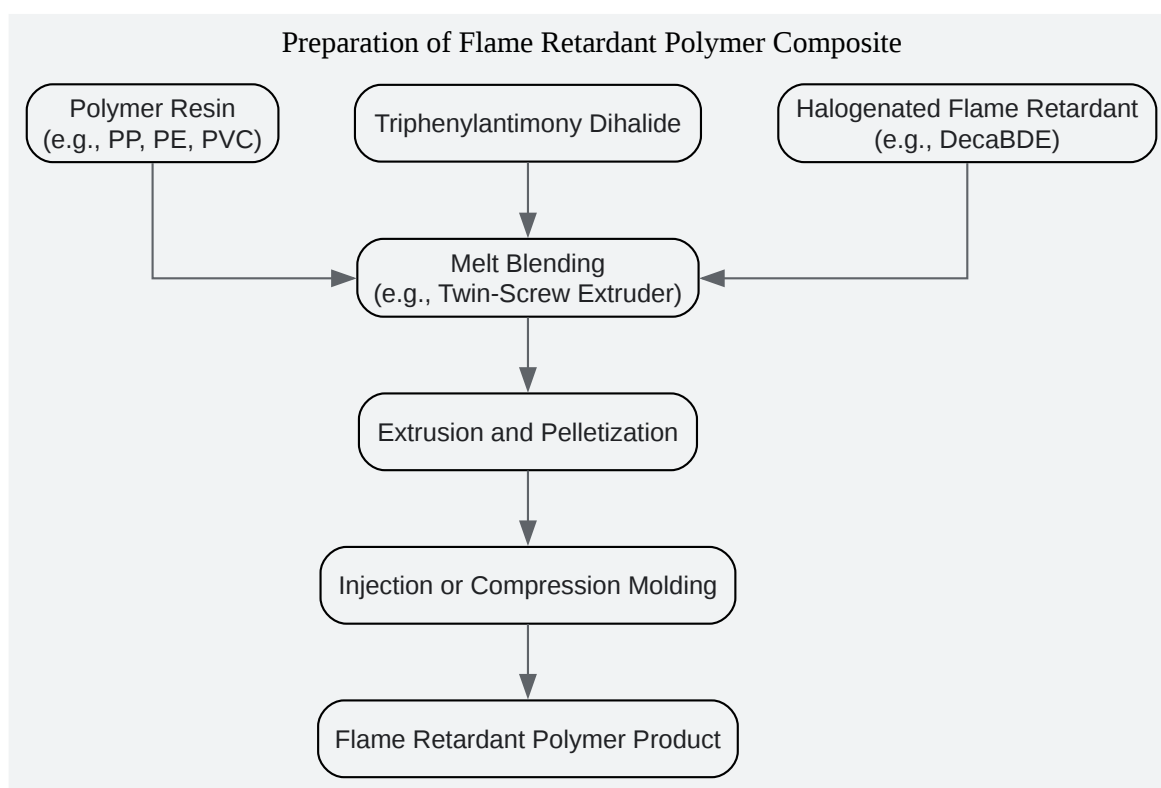 Preparation of Flame Retardant Polymer Composite
Polymer Resin
(e.g., PP, PE, PVC)
Triphenylantimony Dihalide
Halogenated Flame Retardant
(e.g., DecaBDE)
Melt Blending
(e.g., Twin-Screw Extruder)
Extrusion and Pelletization
Injection or Compression Molding
Flame Retardant Polymer Product